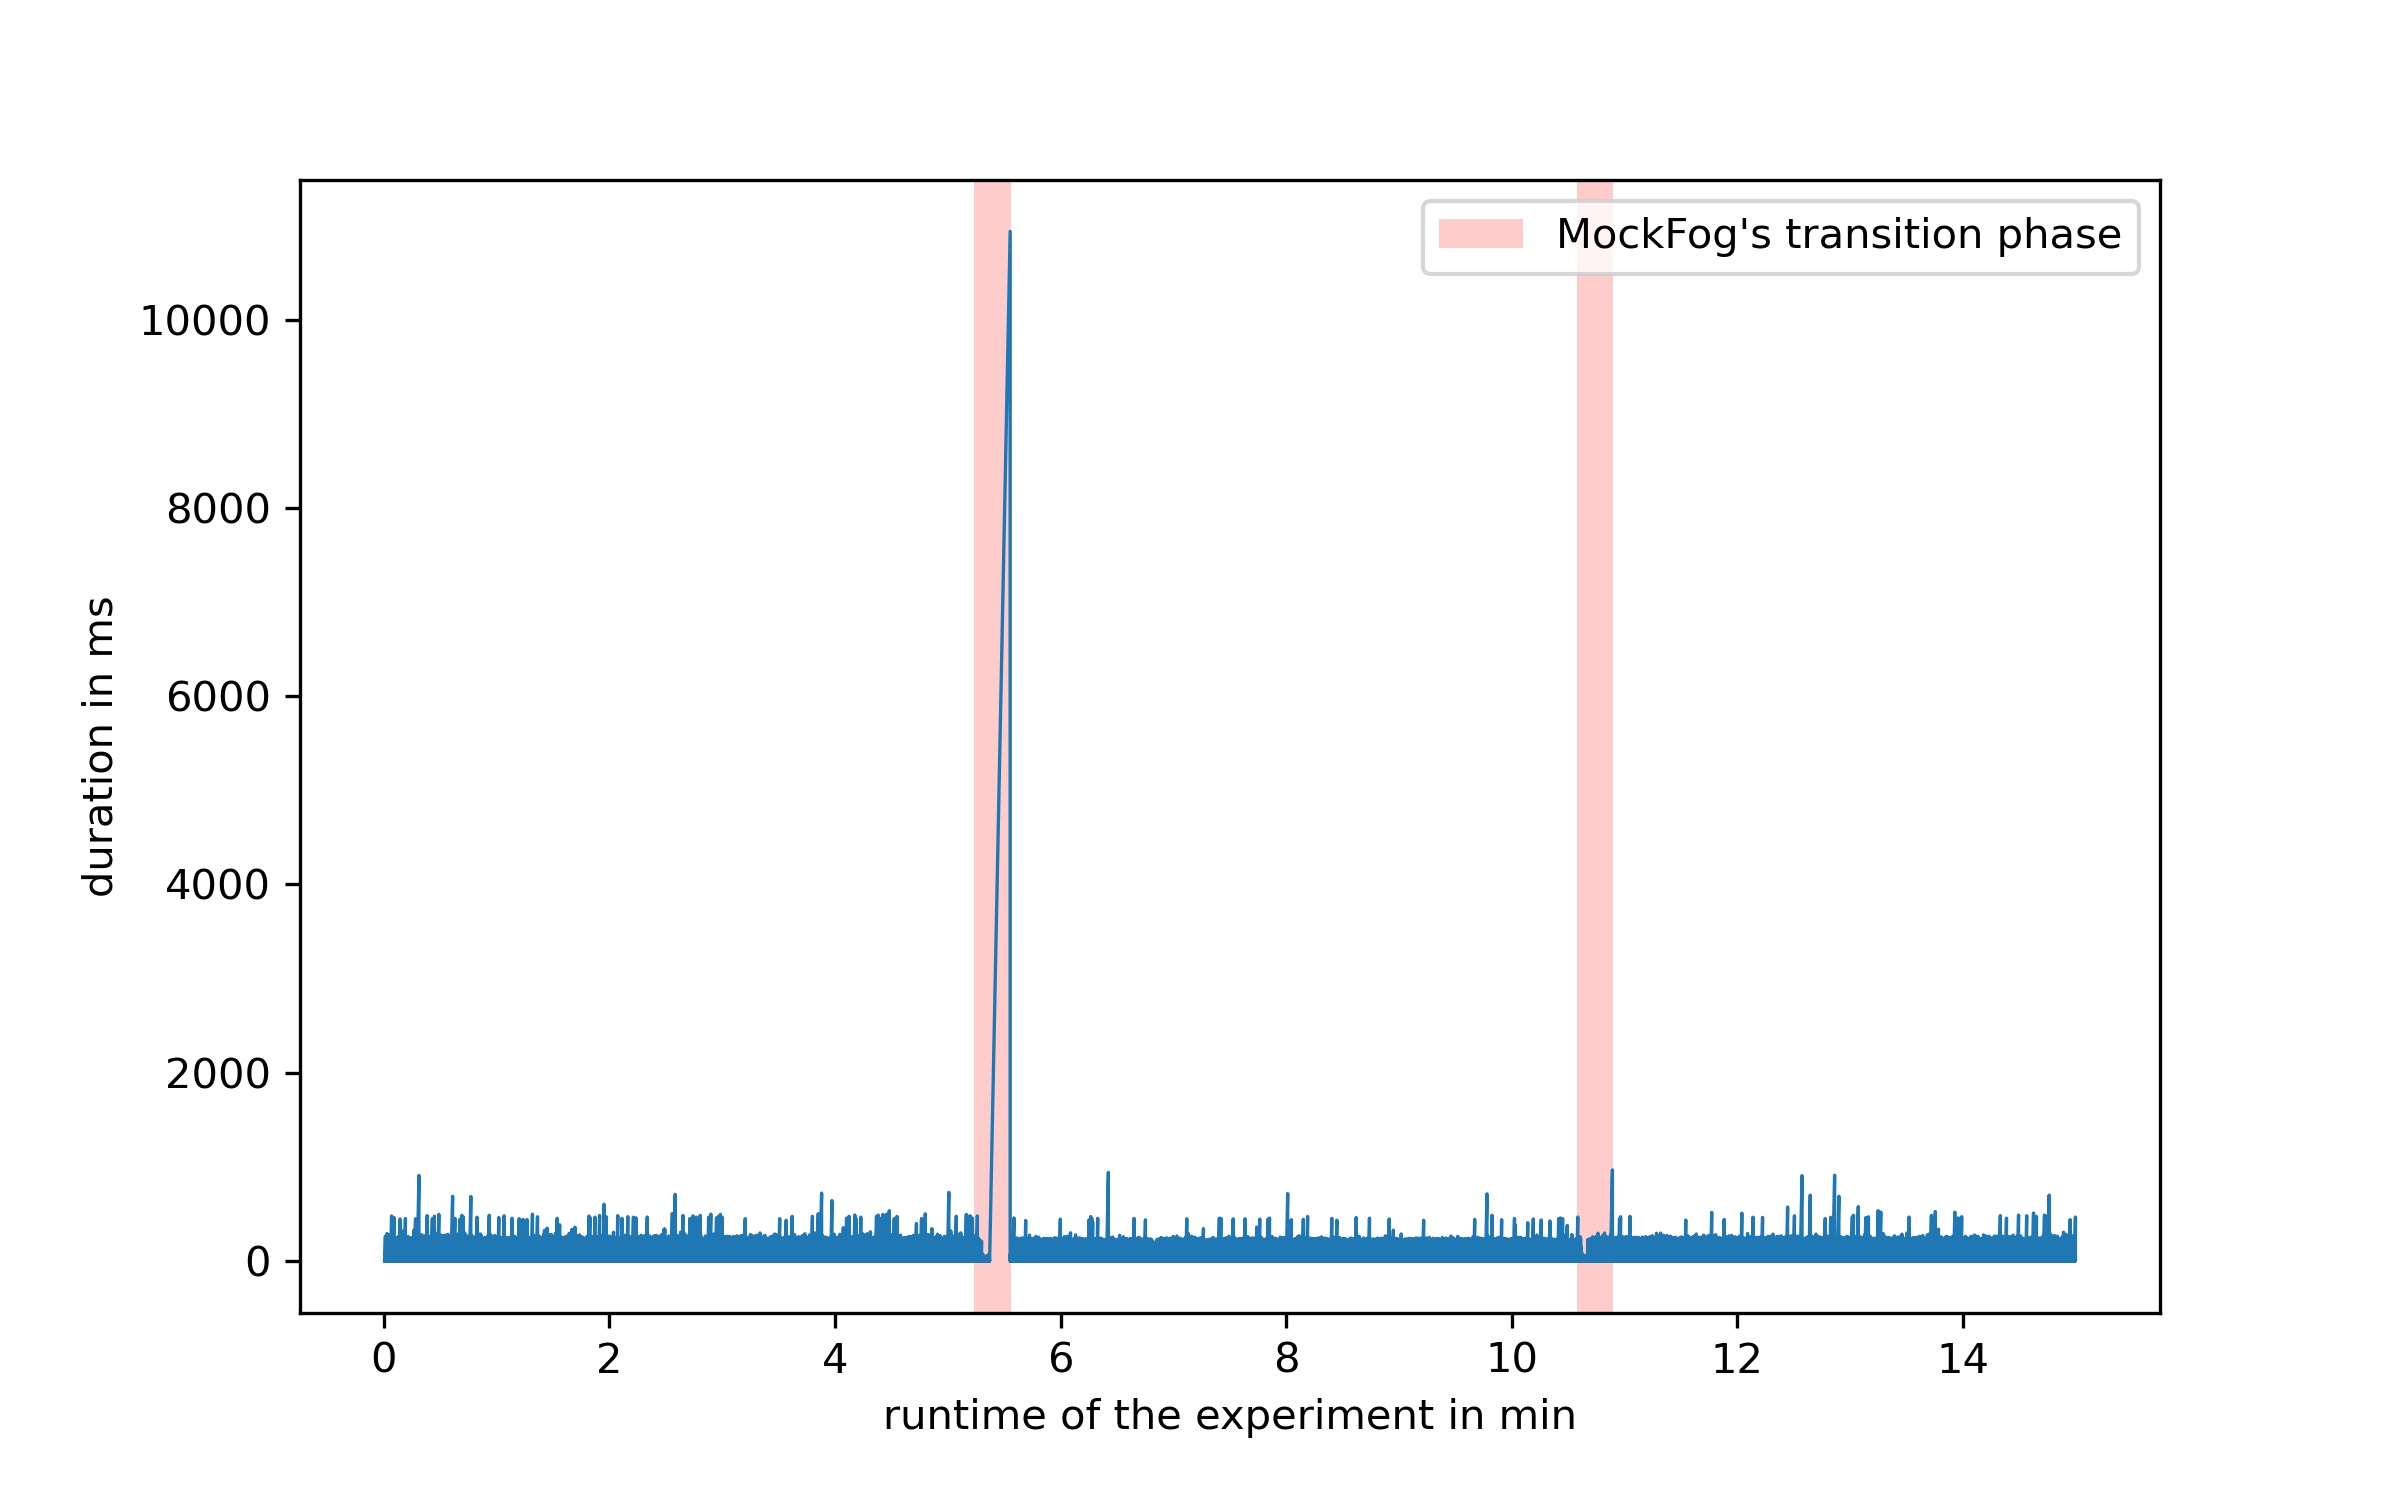 MockFog's transition phase
10000
8000
6000
4000
2000
0
duration in ms
0 2 4 6 8 10 12 14
runtime of the experiment in min